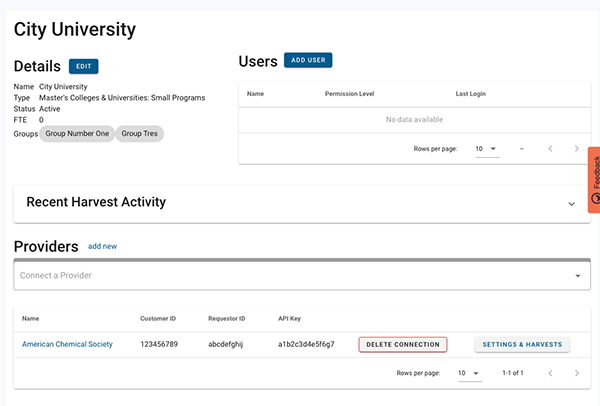 City University
Details EDIT
Name City University
Type Master's Colleges & Universities: Small Programs
Status Active
FTE 0
Groups Group Number One Group Tres
Users ADD USER
Name Permission Level Last Login
No data available
Rows per page: 10 –
Feedback
Recent Harvest Activity
Providers add new
Connect a Provider
Name Customer ID Requestor ID API Key
American Chemical Society 123456789 abcdefghij a1b2c3d4e5f6g7 DELETE CONNECTION SETTINGS & HARVESTS
Rows per page: 10 1-1 of 1